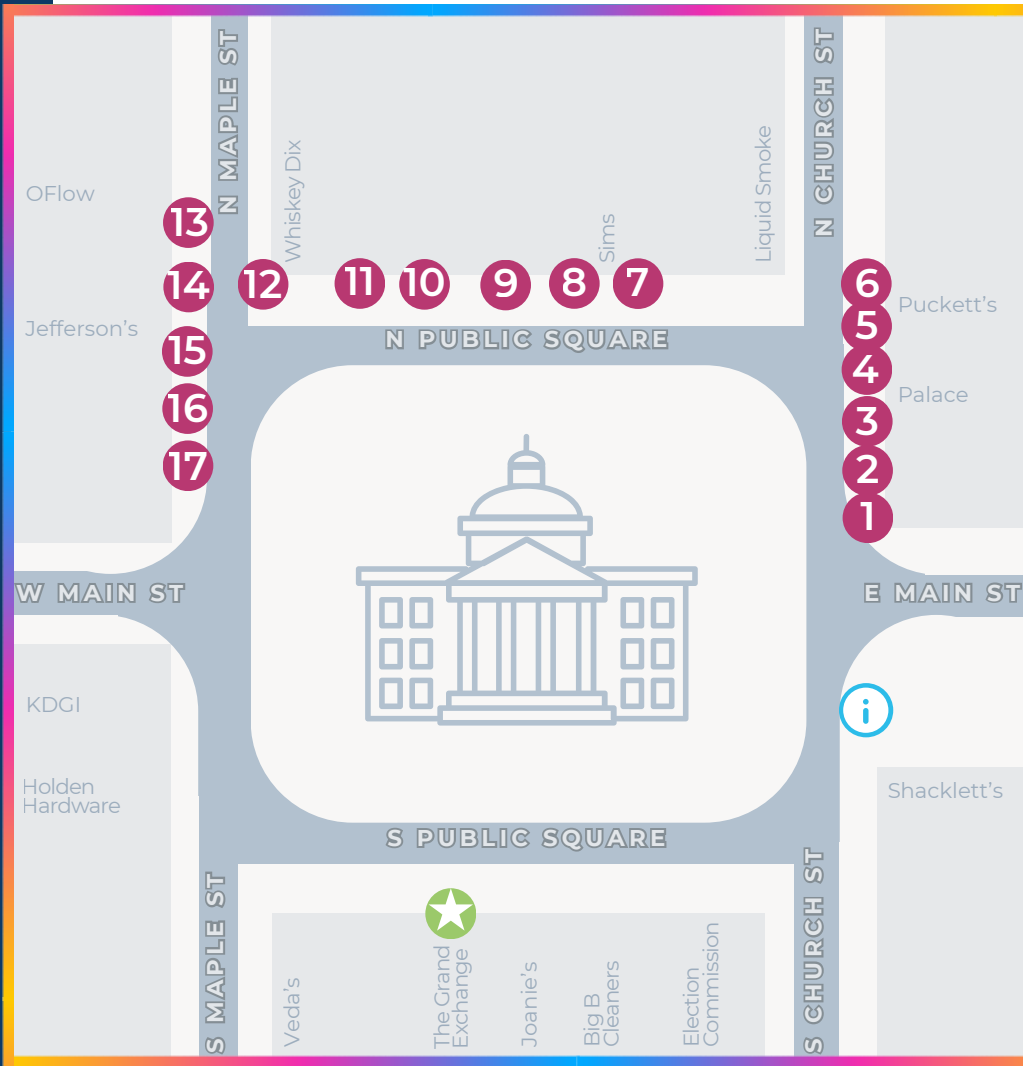 N MAPLE ST
N CHURCH ST
Whiskey Dix
Sims
Liquid Smoke
OFlow
13
14
12
11
10
9
8
7
6
Puckett's
5
Jefferson's
N PUBLIC SQUARE
15
4
Palace
16
3
17
2
1
W MAIN ST
E MAIN ST
KDGI
i
Holden
Hardware
Shacklett's
S PUBLIC SQUARE
S MAPLE ST
S CHURCH ST
Veda's
The Grand
Exchange
Joanie's
Big B
Cleaners
Election
Commission